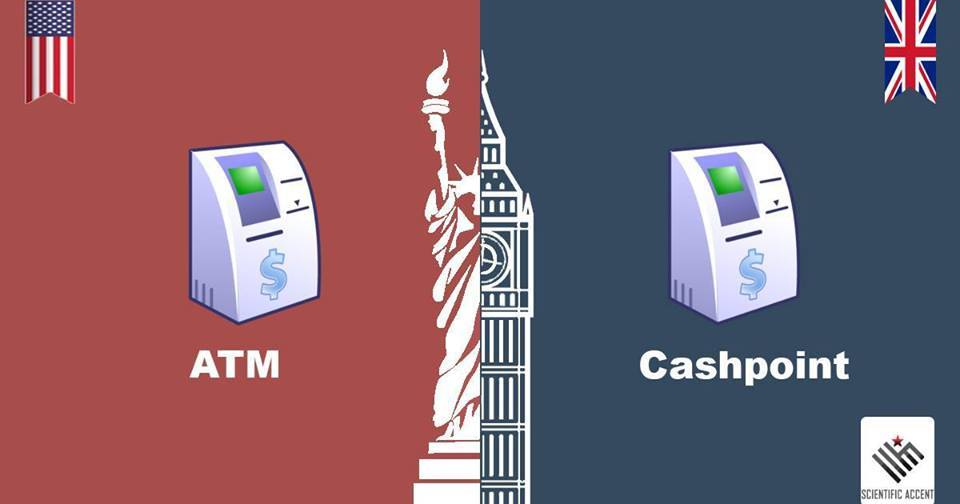 ATM
Cashpoint
$
$
SCIENTIFIC ACCENT